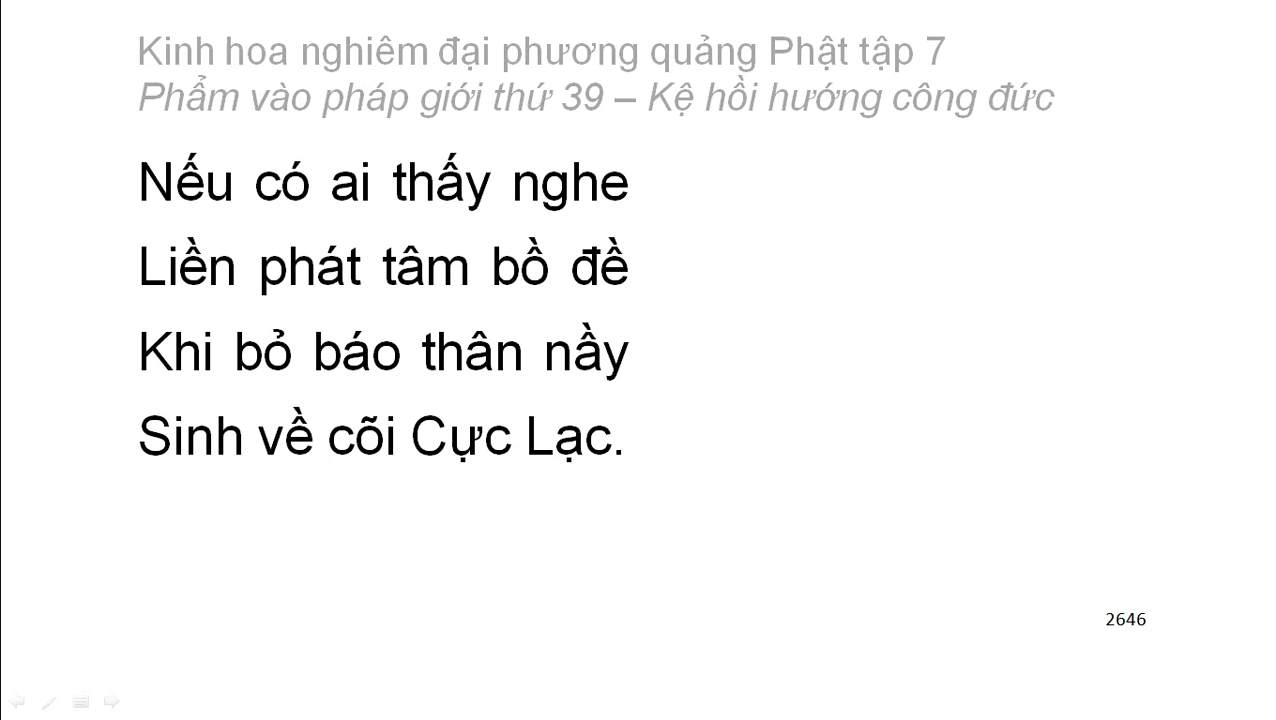 Kinh hoa nghiêm đại phương quảng Phật tập 7
Phẩm vào pháp giới thứ 39 – Kệ hồi hướng công đức
Nếu có ai thấy nghe
Liền phát tâm bồ đề
Khi bỏ báo thân nầy
Sinh về cõi Cực Lạc.
2646